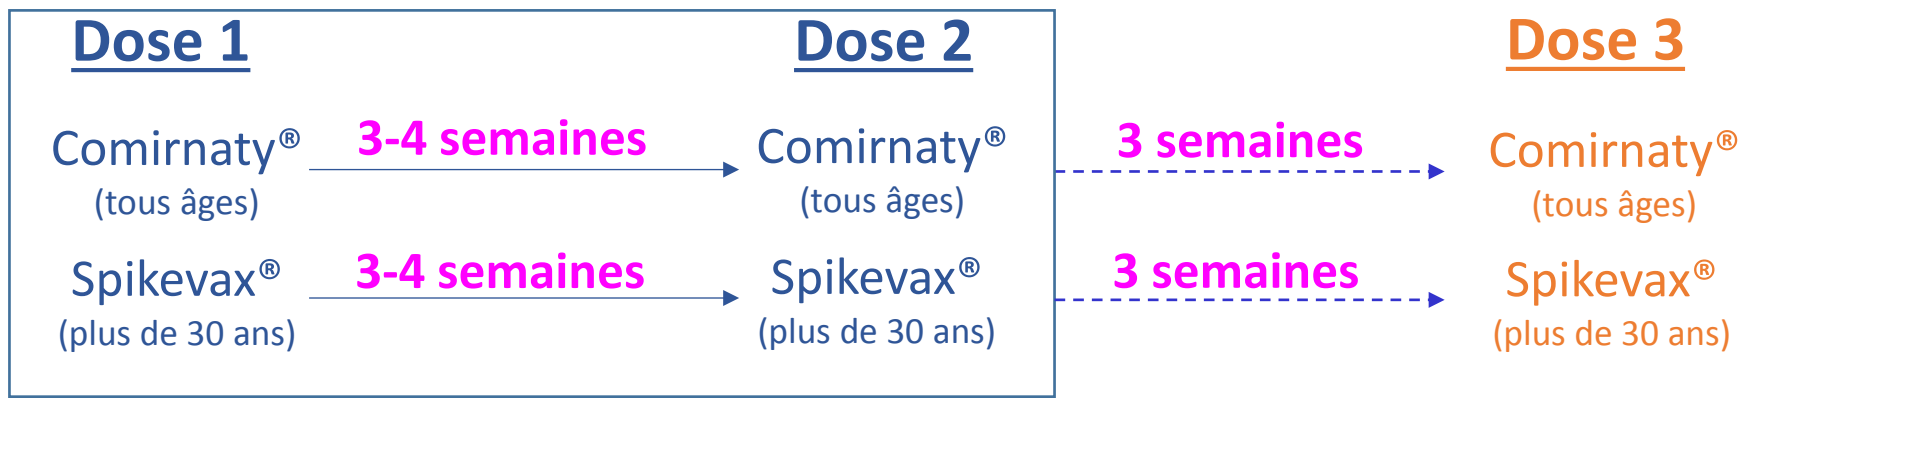 Dose 1
Dose 2
Dose 3
Comirnaty®
3-4 semaines
Comirnaty®
3 semaines
Comirnaty®
(tous âges)
(tous âges)
(tous âges)
Spikevax®
3-4 semaines
Spikevax®
3 semaines
Spikevax®
(plus de 30 ans)
(plus de 30 ans)
(plus de 30 ans)